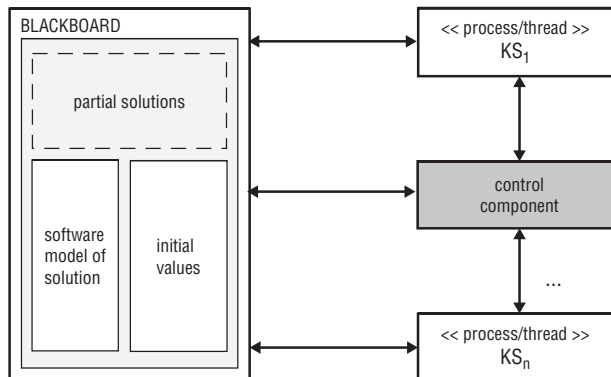 BLACKBOARD
partial solutions
software
model of
solution
initial
values
<< process/thread >>
KS1
control
component
...
<< process/thread >>
KSn